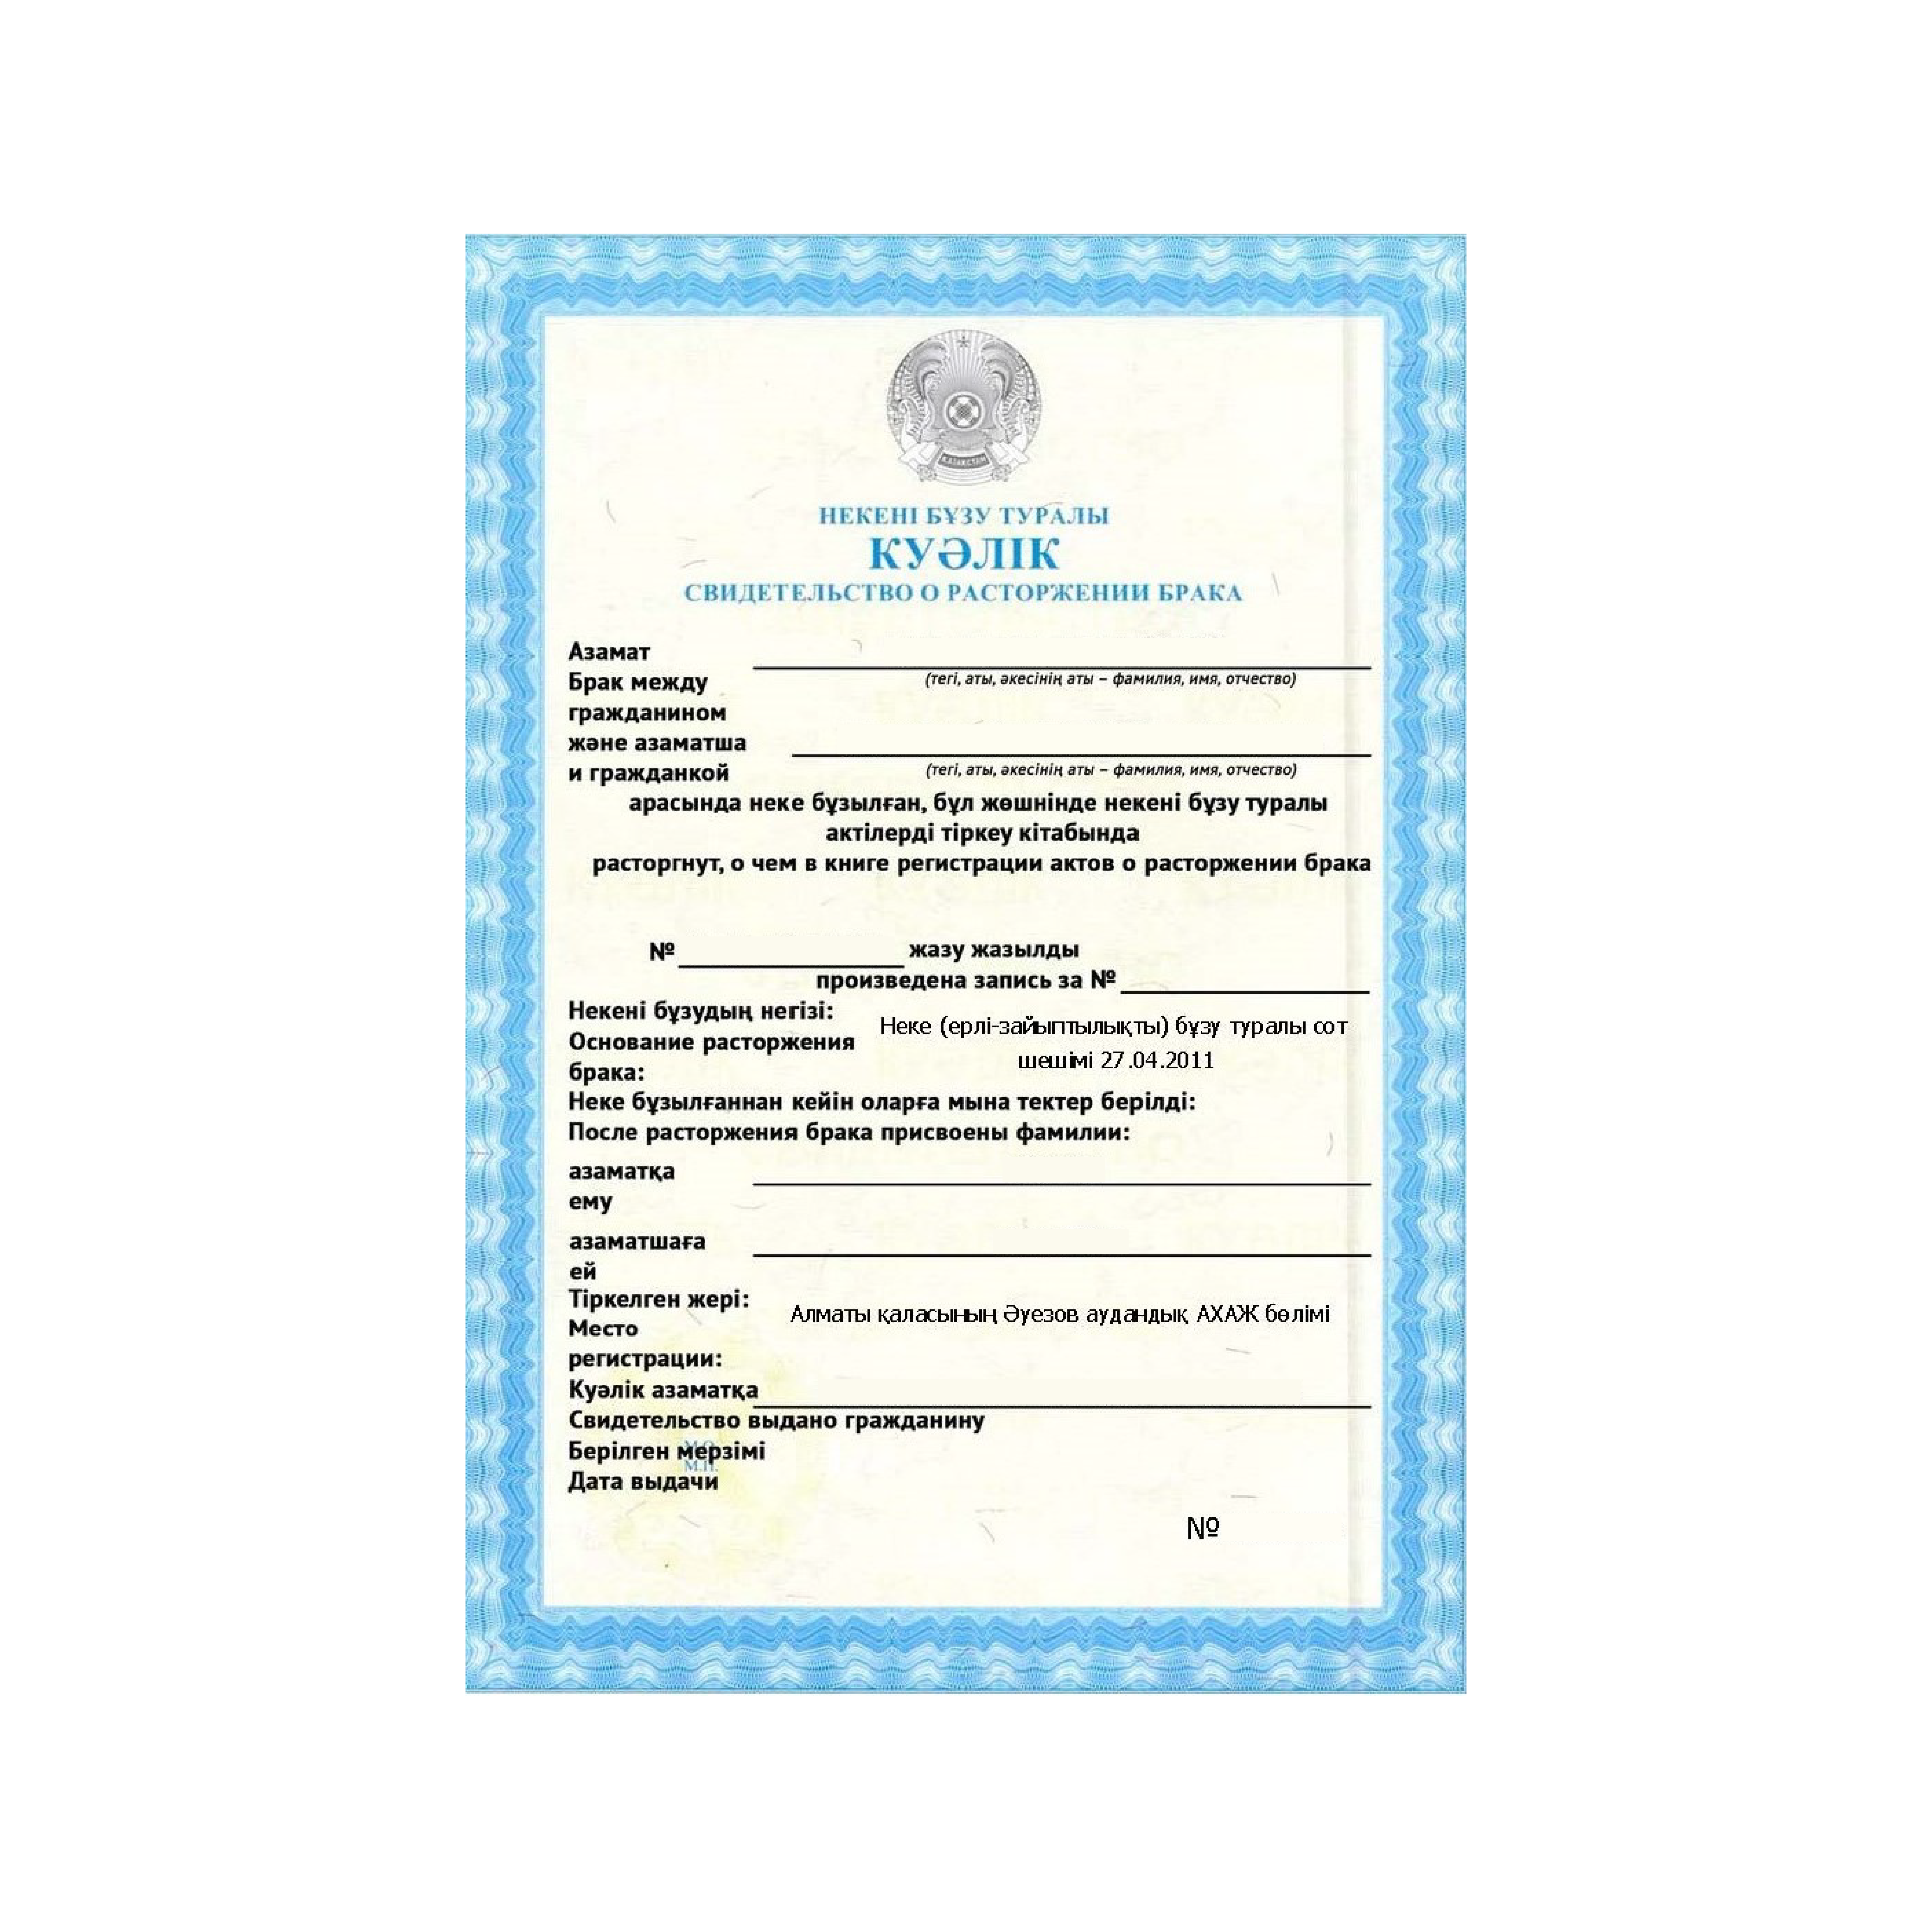 ҚАЗАҚСТАН
НЕКЕНІ БҰЗУ ТУРАЛЫ
КУӘЛІК
СВИДЕТЕЛЬСТВО О РАСТОРЖЕНИИ БРАКА
Азамат
Брак между
(тегі, аты, әкесінің аты – фамилия, имя, отчество)
гражданином
және азаматша
и гражданкой
(тегі, аты, әкесінің аты – фамилия, имя, отчество)
арасында неке бұзылған, бұл жөшнінде некені бұзу туралы
актілерді тіркеу кітабында
расторгнут, о чем в книге регистрации актов о расторжении брака
№ жазу жазылды
произведена запись за №
Некені бұзудың негізі:
Неке (ерлі-зайыптылықты) бұзу туралы сот
Основание расторжения
шешімі 27.04.2011
брака:
Неке бұзылғаннан кейін оларға мына тектер берілді:
После расторжения брака присвоены фамилии:
азаматқа
ему
азаматшаға
ей
Тіркелген жері:
Алматы қаласының Әуезов аудандық АХАЖ бөлімі
Место
регистрации:
Куәлік азаматқа
Свидетельство выдано гражданину
М.О.
Берілген мерзімі
М.П.
Дата выдачи
№